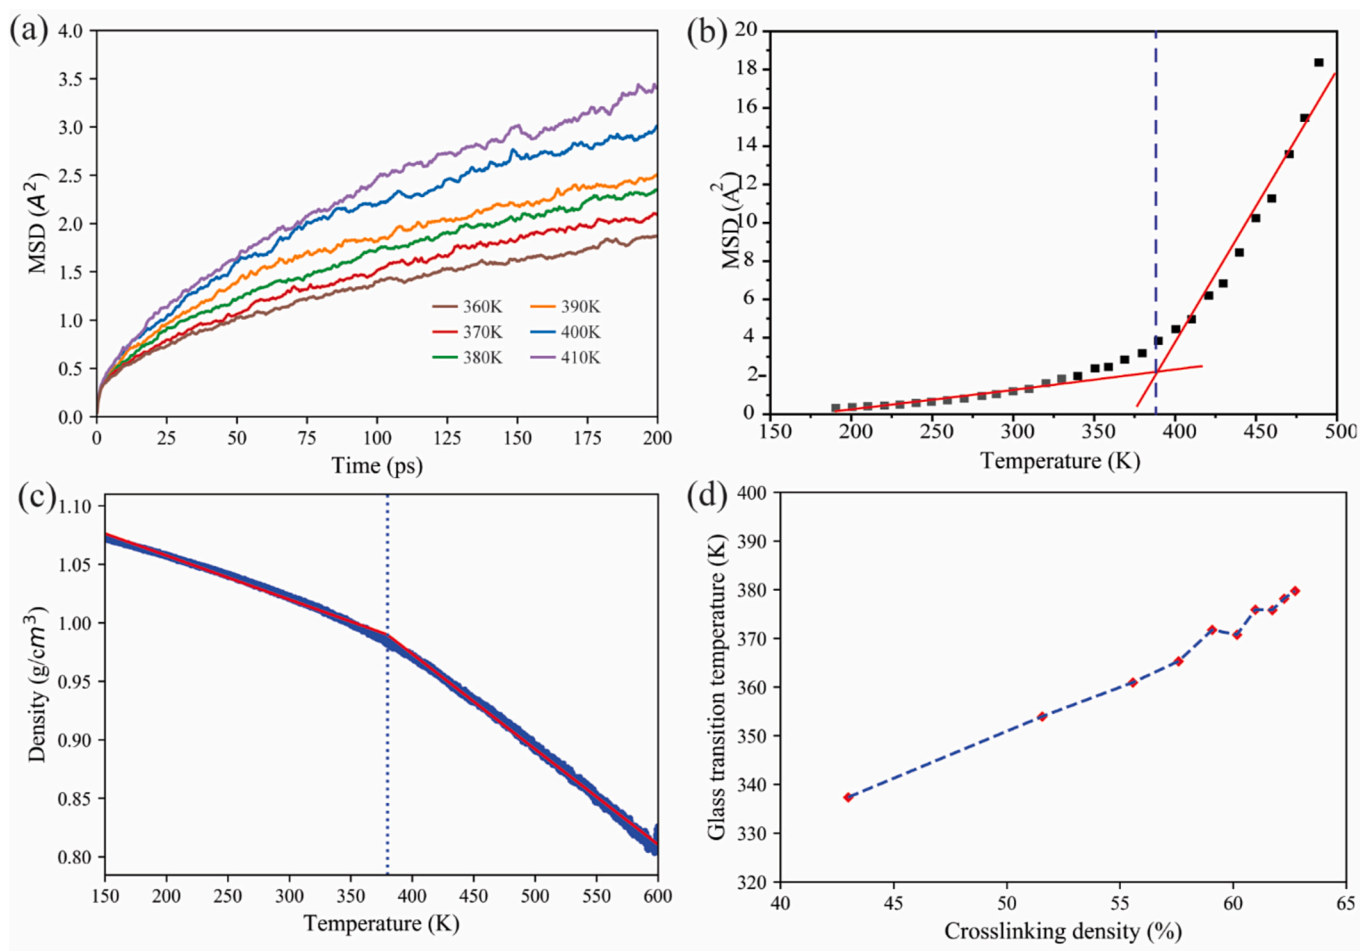 (a)
MSD (A²)
4.0
3.5
3.0
2.5
2.0
1.5
1.0
0.5
0.0
360K 390K
370K 400K
380K 410K
0 25 50 75 100 125 150 175 200
Time (ps)
(b)
MSD (A²)
20
18
16
14
12
10
8
6
4
2
0
150 200 250 300 350 400 450 500
Temperature (K)
(c)
Density (g/cm³)
1.10
1.05
1.00
0.95
0.90
0.85
0.80
150 200 250 300 350 400 450 500 550 600
Temperature (K)
(d)
Glass transition temperature (K)
400
390
380
370
360
350
340
330
320
40 45 50 55 60 65
Crosslinking density (%)